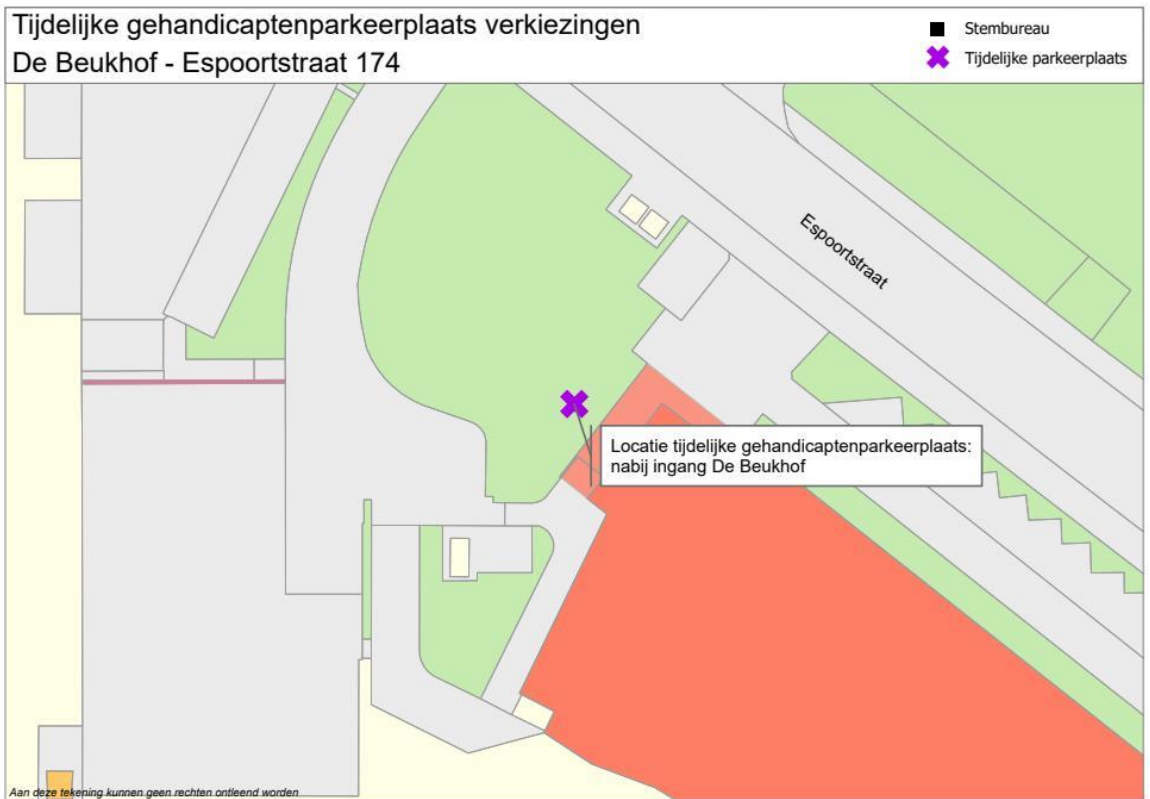 Tijdelijke gehandicaptenparkeerplaats verkiezingen
De Beukhof - Espoortstraat 174
Stembureau
Tijdelijke parkeerplaats
Espoortstraat
Locatie tijdelijke gehandicaptenparkeerplaats:
nabij ingang De Beukhof
Aan deze tekening kunnen geen rechten ontleend worden